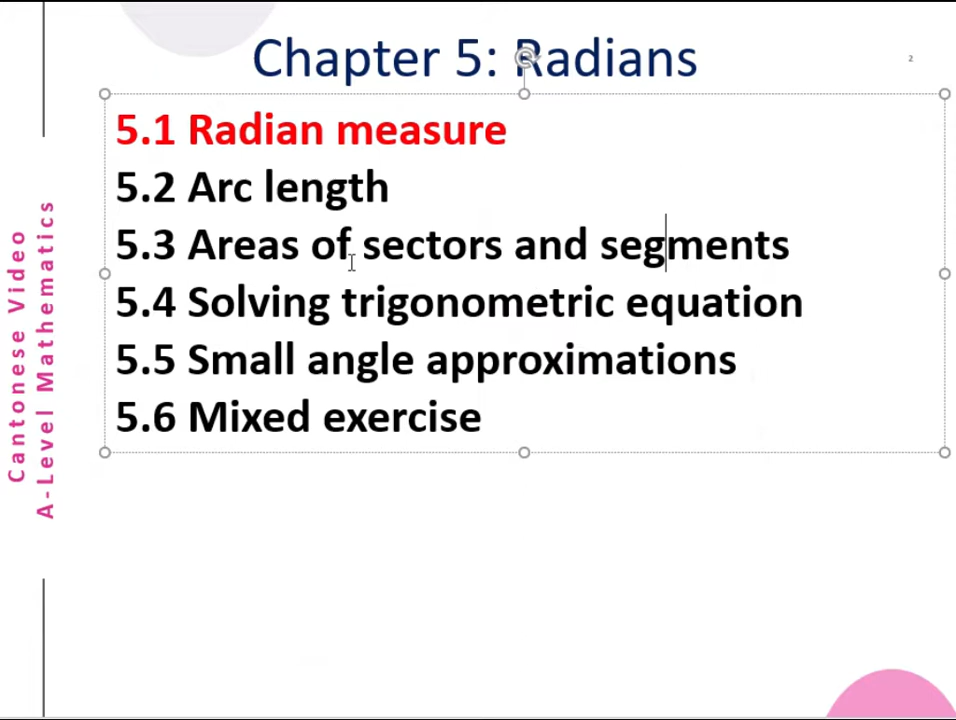 Chapter 5: Radians
2
5.1 Radian measure
5.2 Arc length
5.3 Areas of sectors and segments
5.4 Solving trigonometric equation
5.5 Small angle approximations
5.6 Mixed exercise
Cantonese Video
A-Level Mathematics